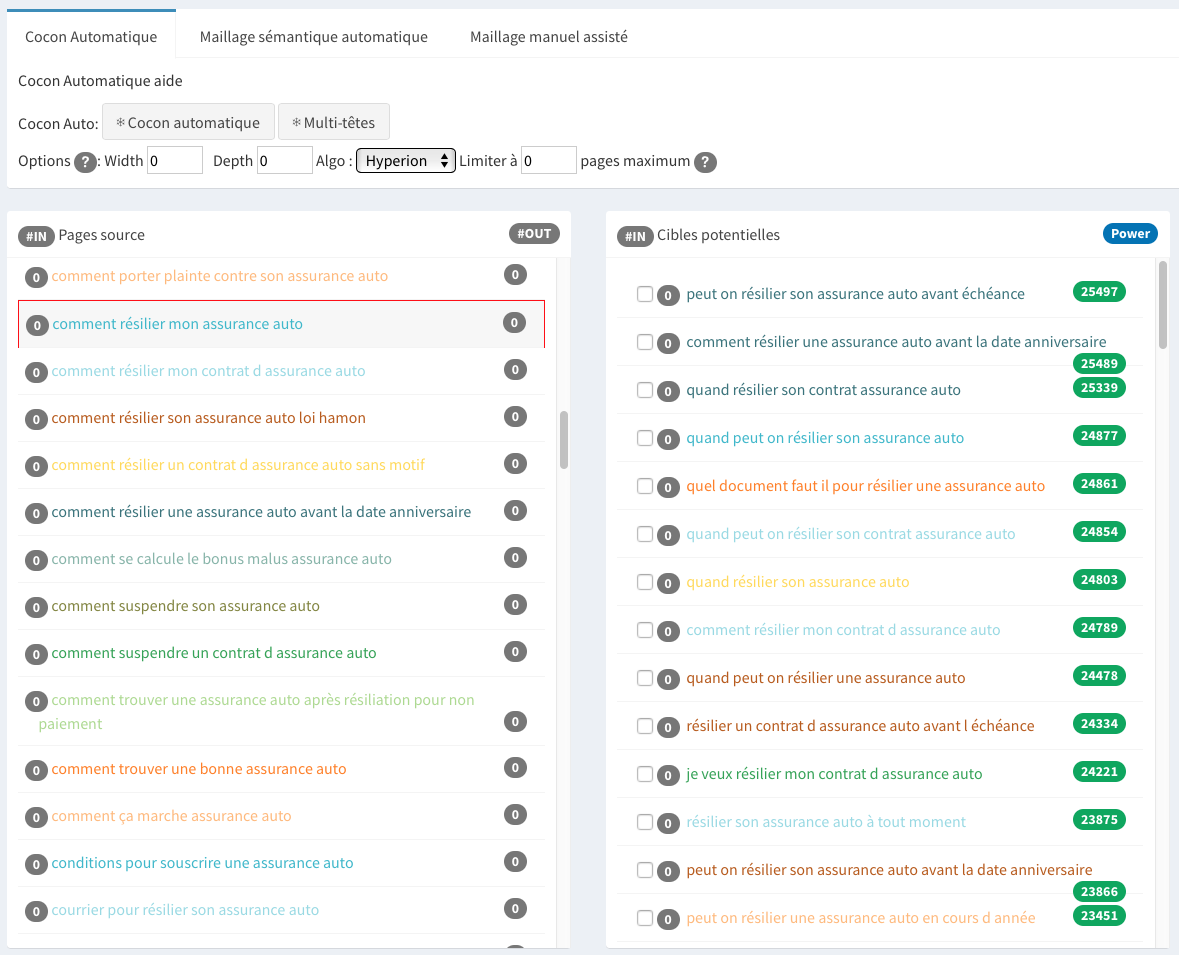 Cocon Automatique Maillage sémantique automatique Maillage manuel assisté
Cocon Automatique aide
Cocon Auto: * Cocon automatique * Multi-têtes
Options ? : Width 0 Depth 0 Algo : Hyperion Limiter à 0 pages maximum ?
#IN Pages source #OUT
0 comment porter plainte contre son assurance auto 0
0 comment résilier mon assurance auto 0
0 comment résilier mon contrat d assurance auto 0
0 comment résilier son assurance auto loi hamon 0
0 comment résilier un contrat d assurance auto sans motif 0
0 comment résilier une assurance auto avant la date anniversaire 0
0 comment se calcule le bonus malus assurance auto 0
0 comment suspendre son assurance auto 0
0 comment suspendre un contrat d assurance auto 0
0 comment trouver une assurance auto après résiliation pour non
paiement 0
0 comment trouver une bonne assurance auto 0
0 comment ça marche assurance auto 0
0 conditions pour souscrire une assurance auto 0
0 courrier pour résilier son assurance auto 0
#IN Cibles potentielles Power
0 peut on résilier son assurance auto avant échéance 25497
0 comment résilier une assurance auto avant la date anniversaire
25489
0 quand résilier son contrat assurance auto 25339
0 quand peut on résilier son assurance auto 24877
0 quel document faut il pour résilier une assurance auto 24861
0 quand peut on résilier son contrat assurance auto 24854
0 quand résilier son assurance auto 24803
0 comment résilier mon contrat d assurance auto 24789
0 quand peut on résilier une assurance auto 24478
0 résilier un contrat d assurance auto avant l échéance 24334
0 je veux résilier mon contrat d assurance auto 24221
0 résilier son assurance auto à tout moment 23875
0 peut on résilier son assurance auto avant la date anniversaire
23866
0 peut on résilier une assurance auto en cours d année 23451